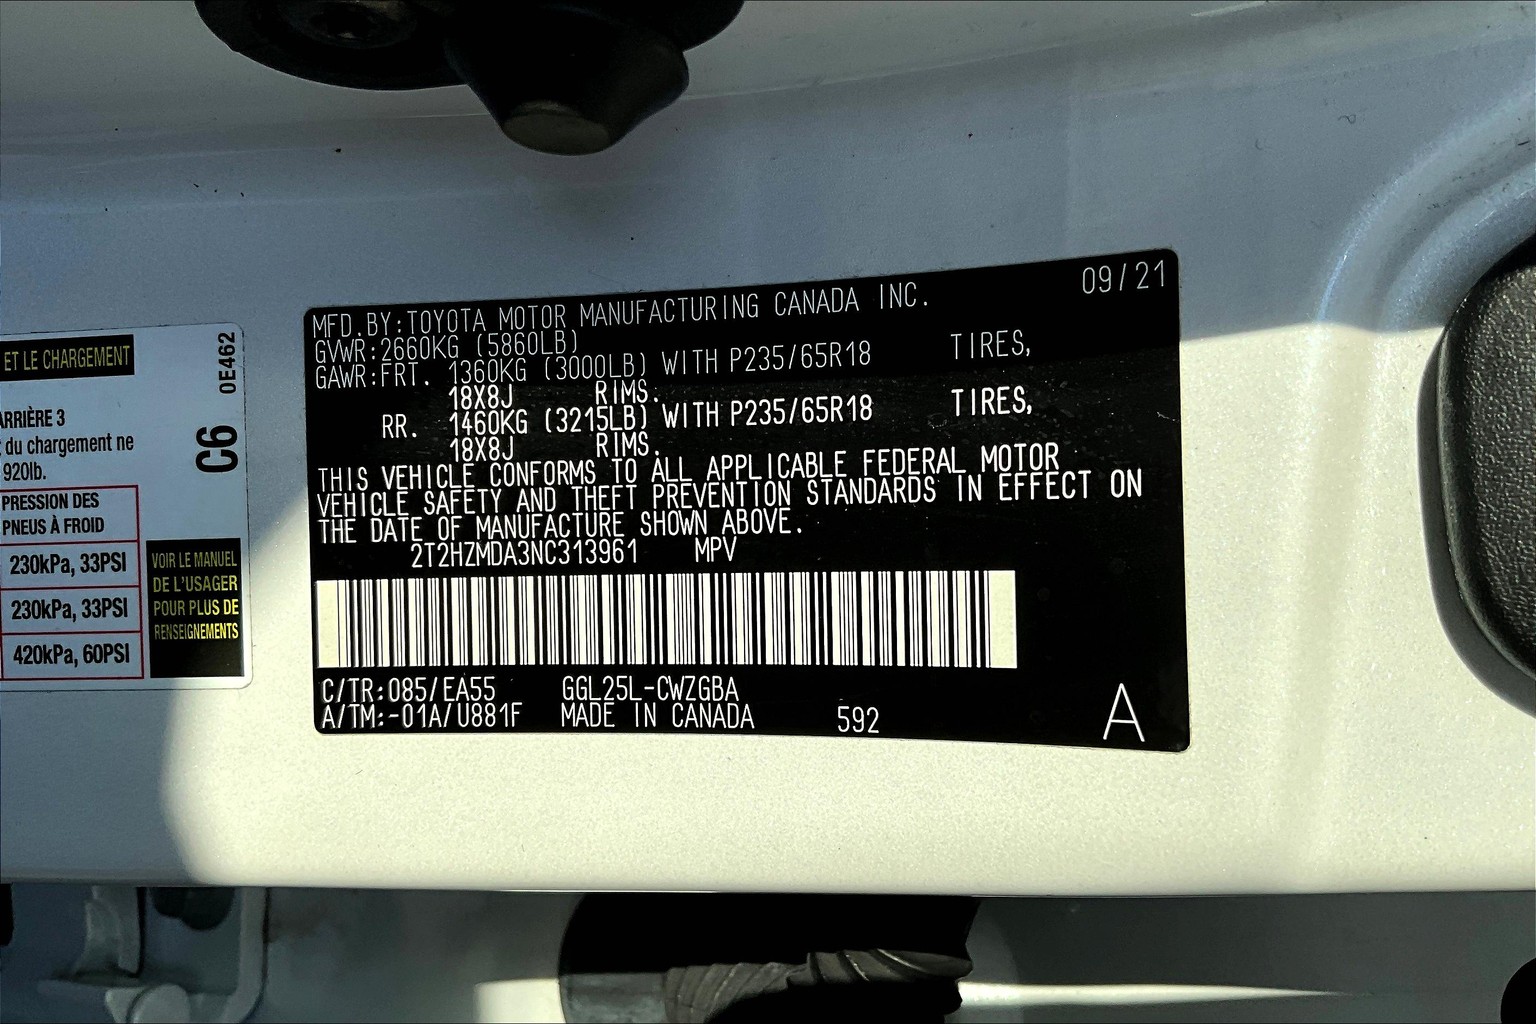 ET LE CHARGEMENT
0E462
ARRIÈRE 3
du chargement ne
920lb.
C6
PRESSION DES
PNEUS À FROID
230kPa, 33PSI
230kPa, 33PSI
420kPa, 60PSI
VOIR LE MANUEL
DE L'USAGER
POUR PLUS DE
RENSEIGNEMENTS
09/21
MFD.BY:TOYOTA MOTOR MANUFACTURING CANADA INC.
GVWR:2660KG (5860LB)
GAWR:FRT. 1360KG (3000LB) WITH P235/65R18 TIRES,
18X8J RIMS.
RR. 1460KG (3215LB) WITH P235/65R18 TIRES,
18X8J RIMS.
THIS VEHICLE CONFORMS TO ALL APPLICABLE FEDERAL MOTOR
VEHICLE SAFETY AND THEFT PREVENTION STANDARDS IN EFFECT ON
THE DATE OF MANUFACTURE SHOWN ABOVE.
2T2HZMDA3NC313961 MPV
C/TR:085/EA55 GGL25L-CWZGBA
A/TM:-01A/U881F MADE IN CANADA 592 A